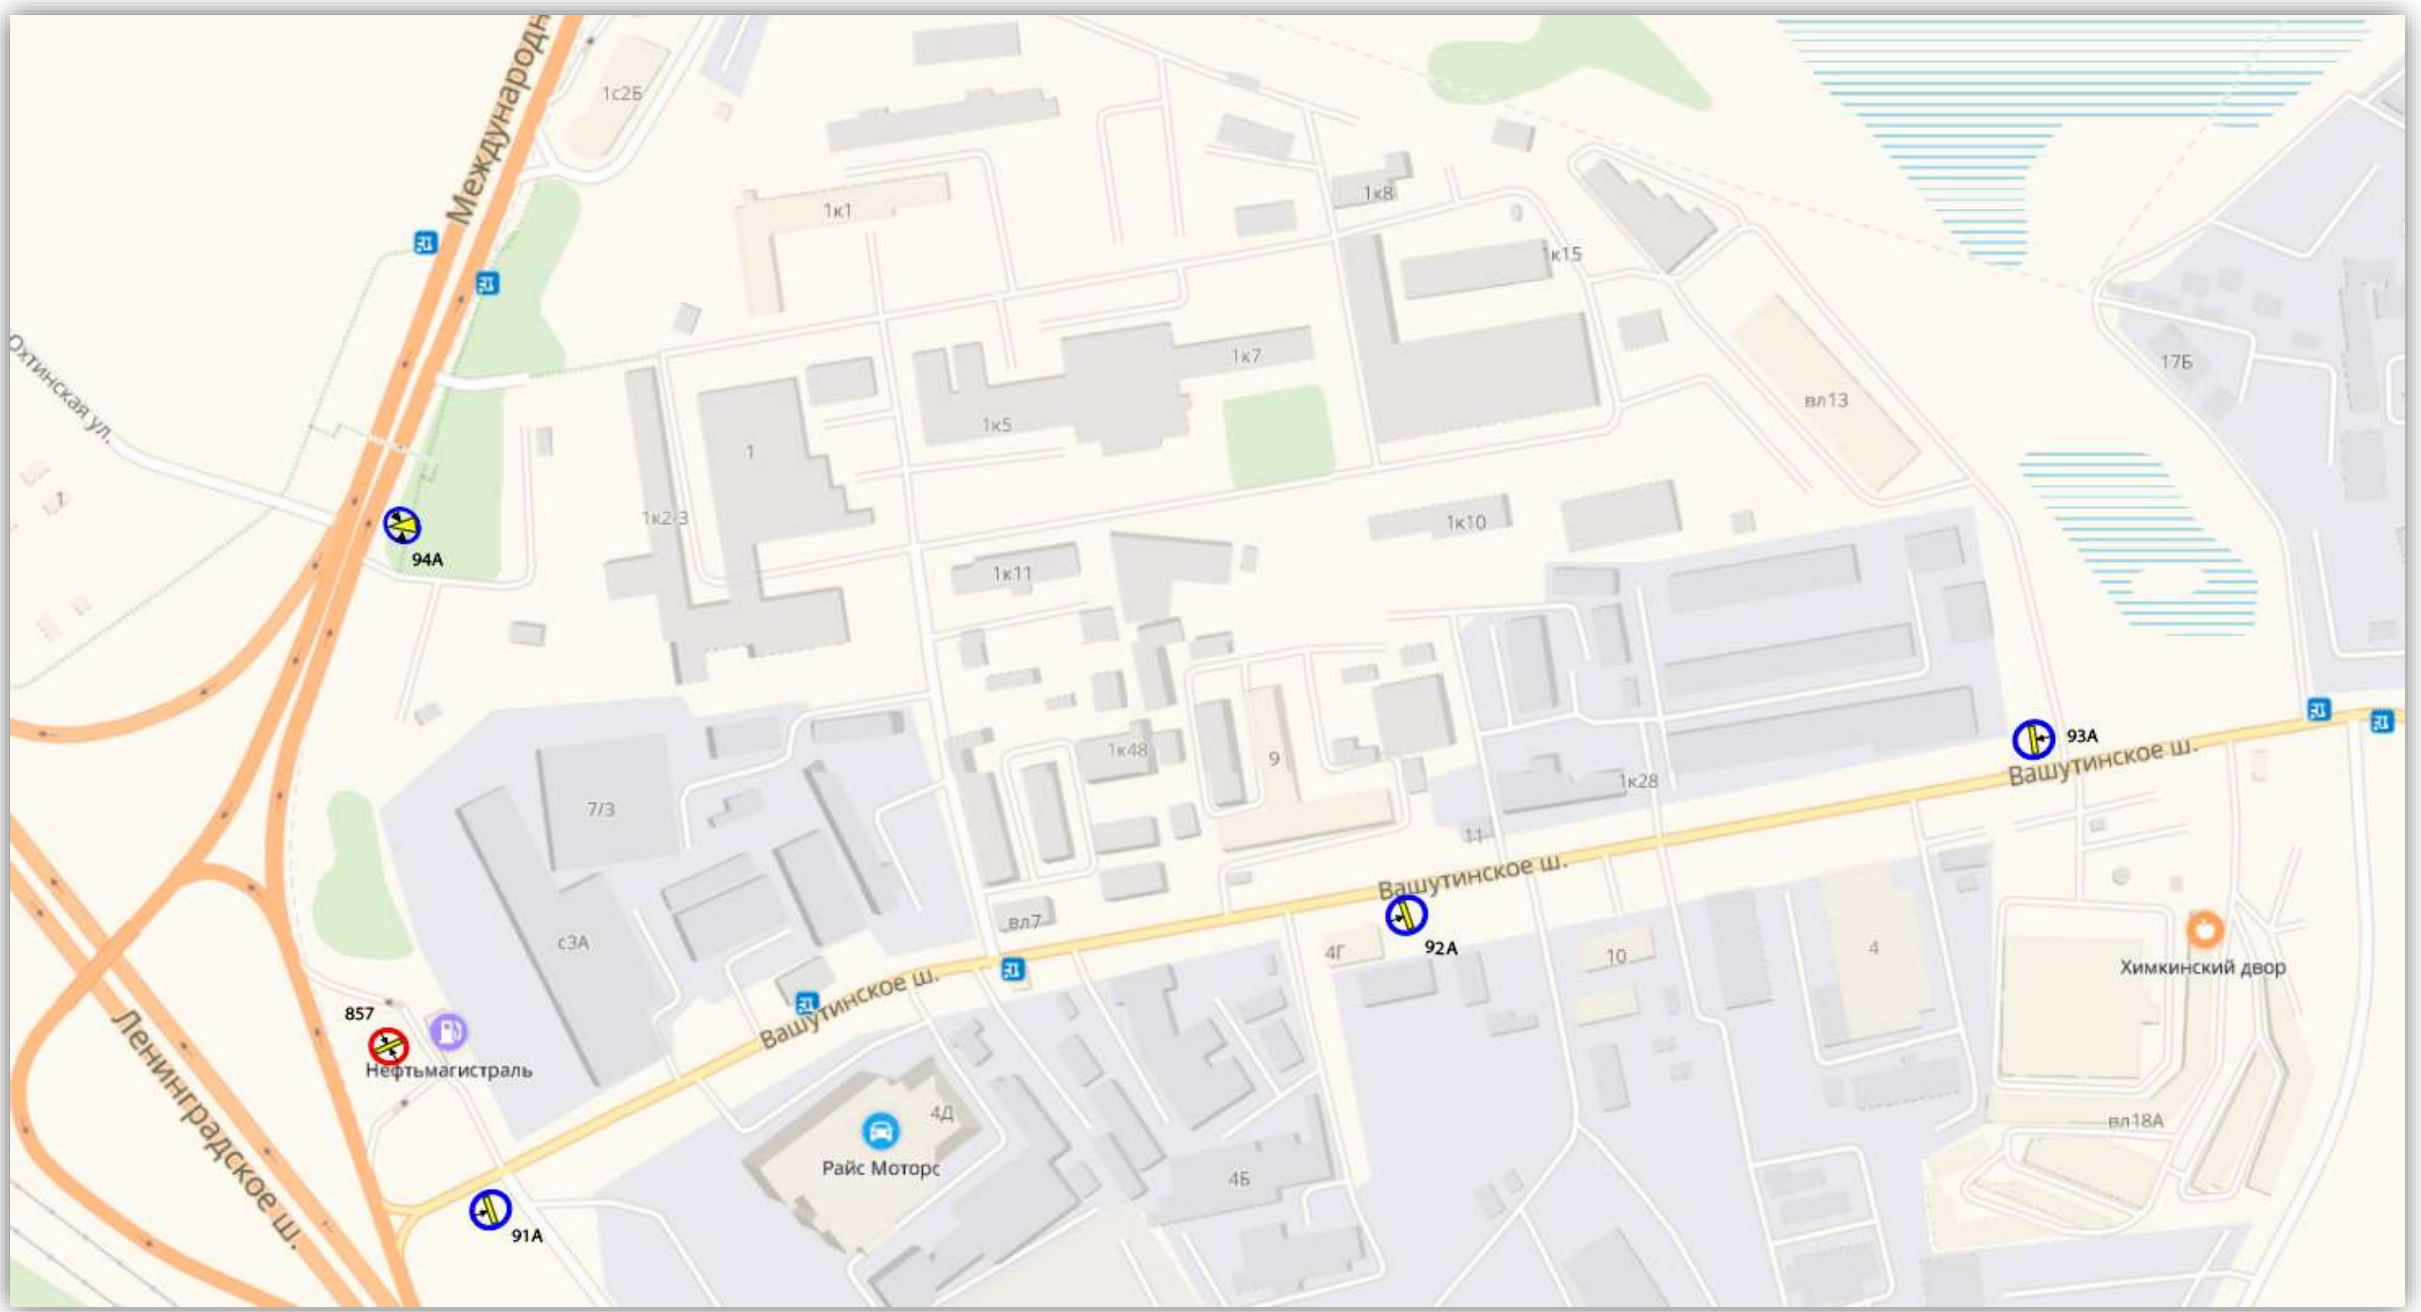 Международн
1с2Б
1к1
1к8
1к15
Охтинская ул.
1к7
17Б
вл13
1к5
1
1
1к2-3
1к10
94А
1к11
93А
Вашутинское ш.
1к48
9
1к28
7/3
11
Вашутинское ш.
вл7
92А
с3А
4Г
10
4
Химкинский двор
Вашутинское ш.
857
Нефтьмагистраль
Ленинградское ш.
4Д
Райс Моторс
вл18А
4Б
91А